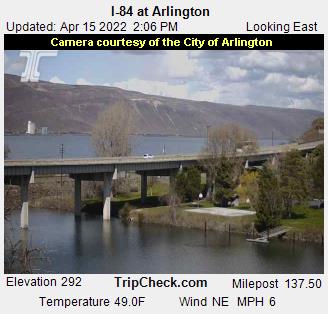 I-84 at Arlington
Updated: Apr 15 2022 2:06 PM Looking East
Camera courtesy of the City of Arlington
Elevation 292 TripCheck.com Milepost 137.50
Temperature 49.0F Wind NE MPH 6